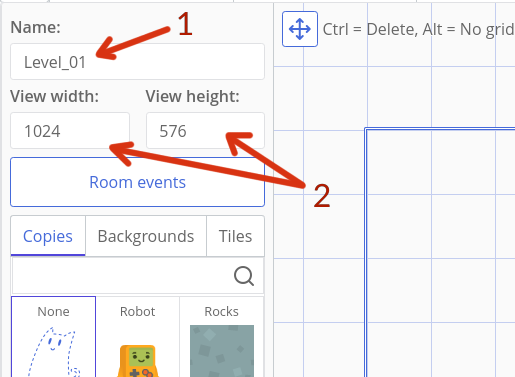 1
Name:
Ctrl = Delete, Alt = No grid
Level_01
View width: View height:
1024 576
Room events
2
Copies Backgrounds Tiles
None Robot Rocks